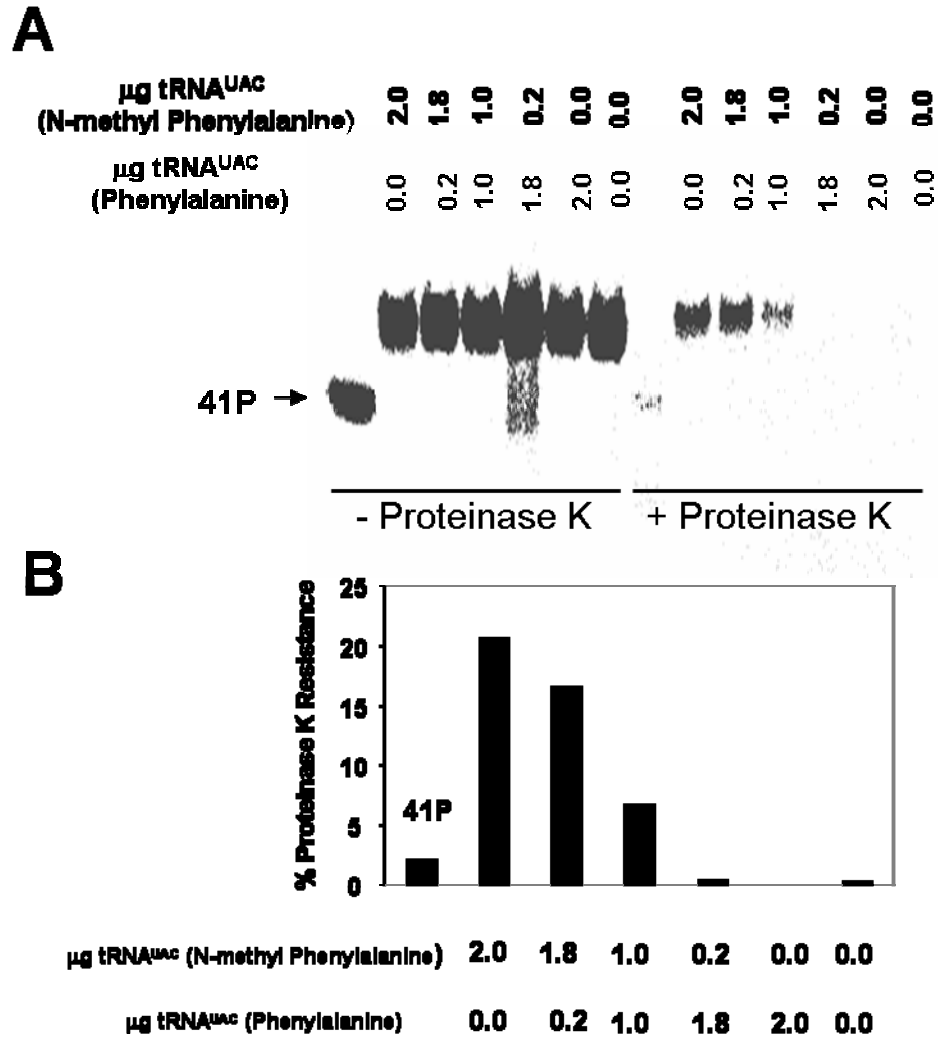 A
μg tRNAUAC
(N-methyl Phenylalanine) 2.0 1.8 1.0 0.2 0.0 0.0 2.0 1.8 1.0 0.2 0.0 0.0
μg tRNAUAC
(Phenylalanine) 0.0 0.2 1.0 1.8 2.0 0.0 0.0 0.2 1.0 1.8 2.0 0.0
41P
- Proteinase K + Proteinase K
B
% Proteinase K Resistance
25
20
15
10
5
0
41P
μg tRNAUAC (N-methyl Phenylalanine) 2.0 1.8 1.0 0.2 0.0 0.0
μg tRNAUAC (Phenylalanine) 0.0 0.2 1.0 1.8 2.0 0.0